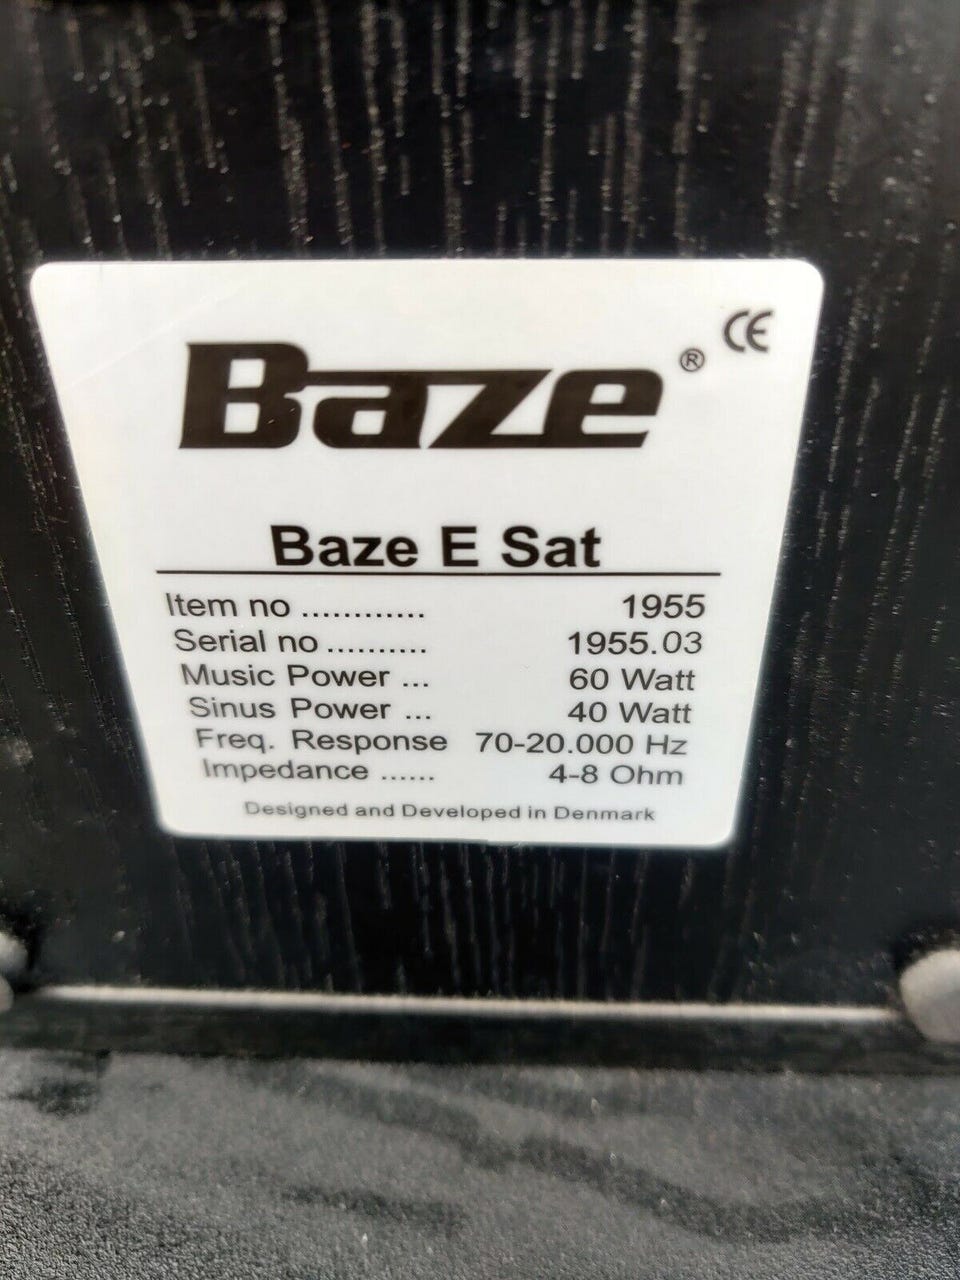 CE
Baze®
Baze E Sat
Item no ............ 1955
Serial no .......... 1955.03
Music Power ... 60 Watt
Sinus Power ... 40 Watt
Freq. Response 70-20.000 Hz
Impedance ...... 4-8 Ohm
Designed and Developed in Denmark